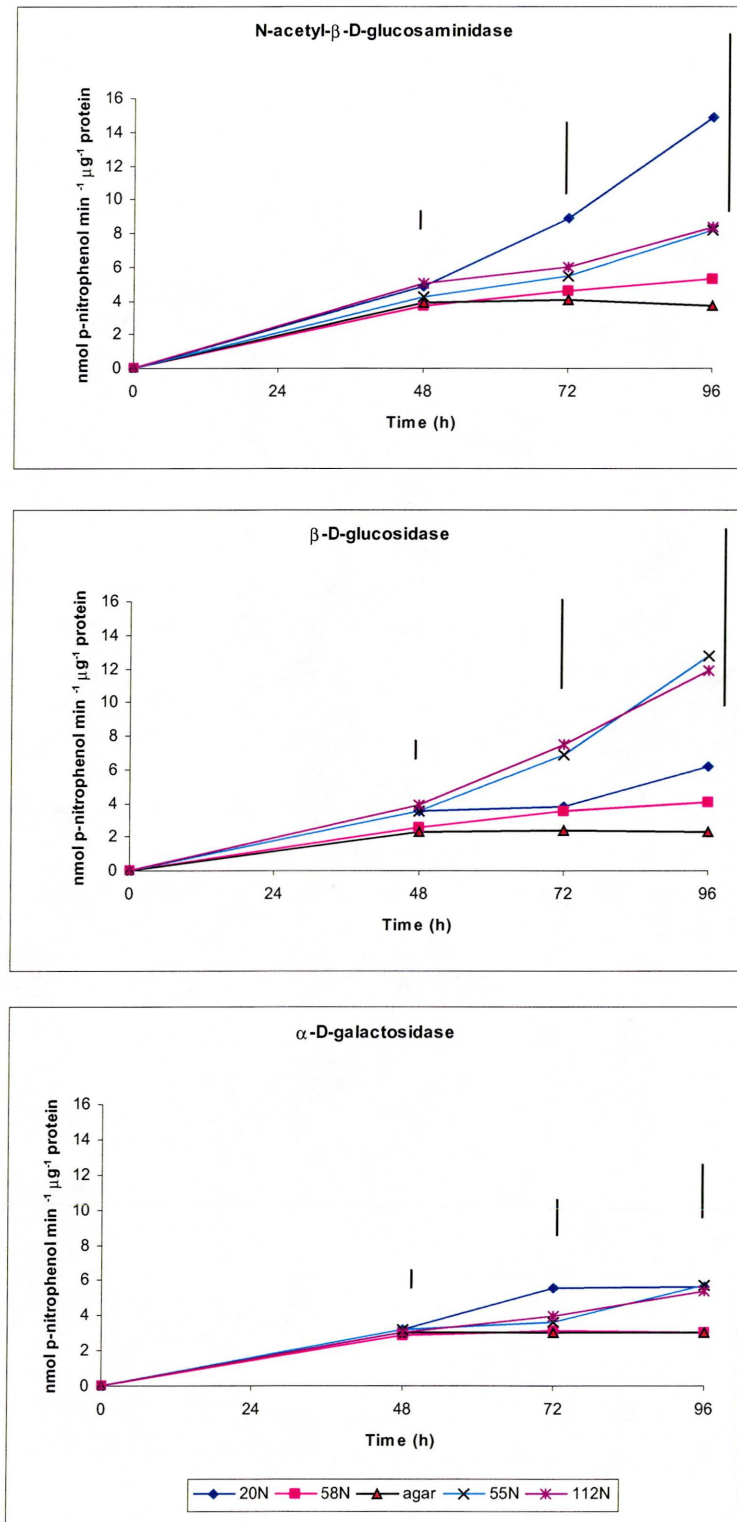 N-acetyl-β-D-glucosaminidase
nmol p-nitrophenol min⁻¹ μg⁻¹ protein
16
14
12
10
8
6
4
2
0
0 24 48 72 96
Time (h)
β-D-glucosidase
nmol p-nitrophenol min⁻¹ μg⁻¹ protein
16
14
12
10
8
6
4
2
0
0 24 48 72 96
Time (h)
α-D-galactosidase
nmol p-nitrophenol min⁻¹ μg⁻¹ protein
16
14
12
10
8
6
4
2
0
0 24 48 72 96
Time (h)
20N 58N agar 55N 112N